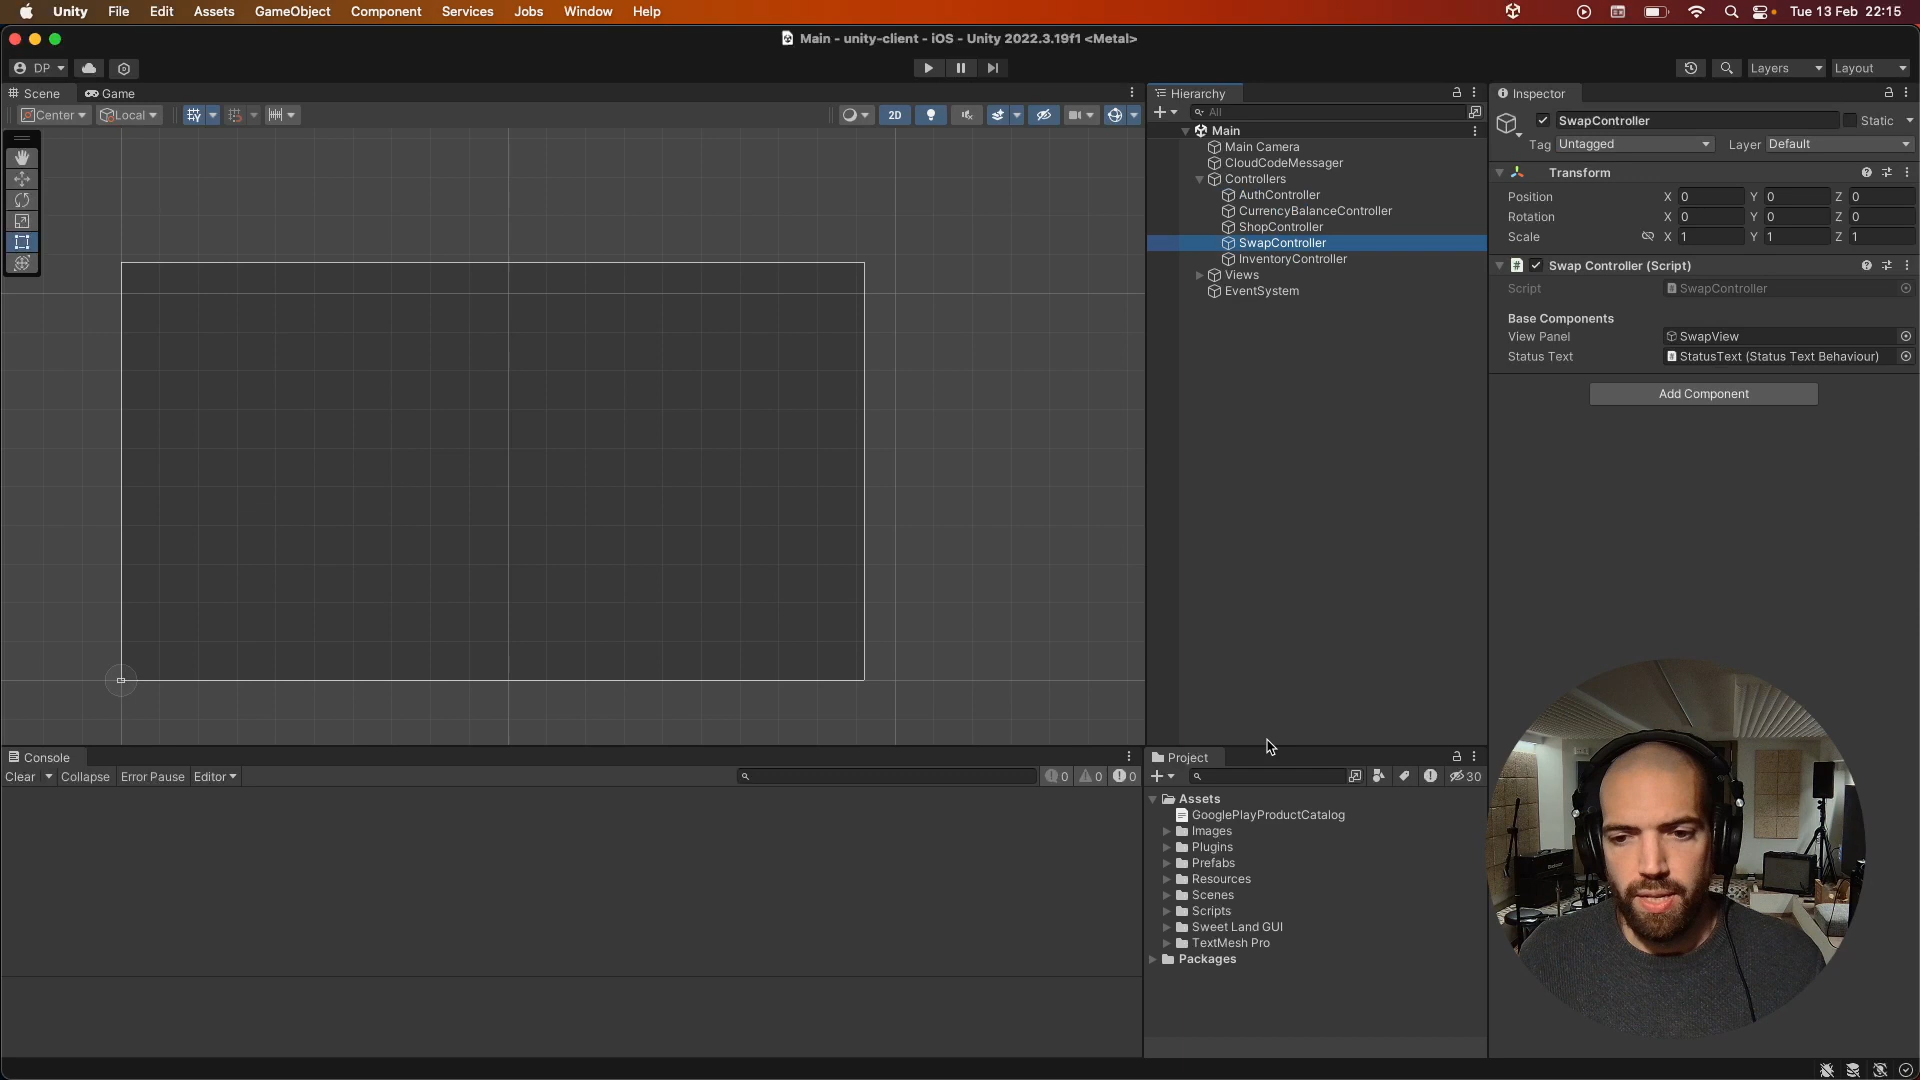 Unity File Edit Assets GameObject Component Services Jobs Window Help Tue 13 Feb 22:15
Main - unity-client - iOS - Unity 2022.3.19f1 <Metal>
DP Layers Layout
Scene Game
Center Local 2D
Hierarchy
All
Main
Main Camera
CloudCodeMessager
Controllers
AuthController
CurrencyBalanceController
ShopController
SwapController
InventoryController
Views
EventSystem
Inspector
SwapController Static
Tag Untagged Layer Default
Transform
Position X 0 Y 0 Z 0
Rotation X 0 Y 0 Z 0
Scale X 1 Y 1 Z 1
# Swap Controller (Script)
Script SwapController
Base Components
View Panel SwapView
Status Text StatusText (Status Text Behaviour)
Add Component
Console
Clear Collapse Error Pause Editor 0 0 0
Project
30
Assets
GooglePlayProductCatalog
Images
Plugins
Prefabs
Resources
Scenes
Scripts
Sweet Land GUI
TextMesh Pro
Packages